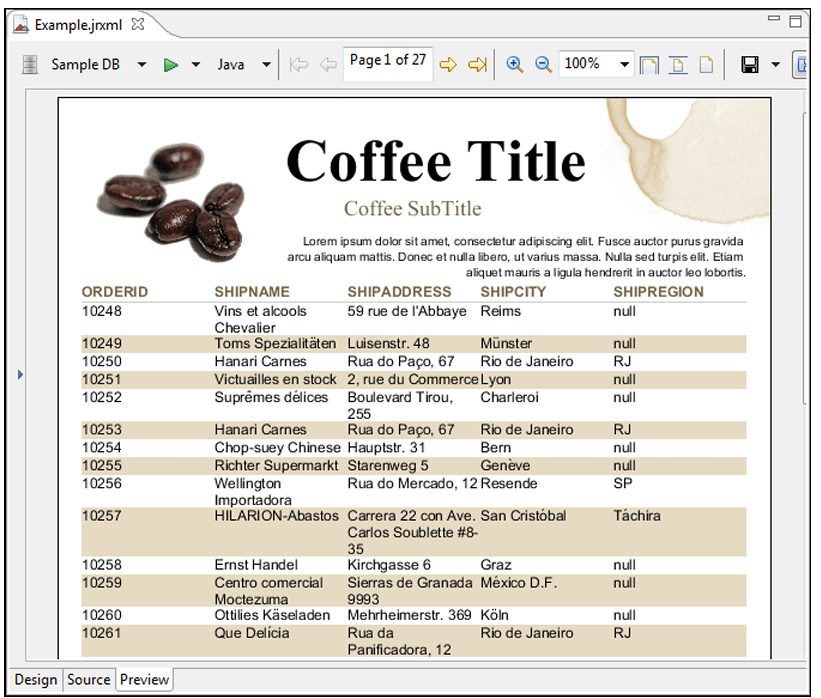 Example.jrxml
Sample DB Java Page 1 of 27 100%
Coffee Title
Coffee SubTitle
Lorem ipsum dolor sit amet, consectetur adipiscing elit. Fusce auctor purus gravida
arcu aliquam mattis. Donec et nulla libero, ut varius massa. Nulla sed turpis elit. Etiam
aliquet mauris a ligula hendrerit in auctor leo lobortis.
ORDERID SHIPNAME SHIPADDRESS SHIPCITY SHIPREGION
10248 Vins et alcools 59 rue de l'Abbaye Reims null
Chevalier
10249 Toms Spezialitäten Luisenstr. 48 Münster null
10250 Hanari Carnes Rua do Paço, 67 Rio de Janeiro RJ
10251 Victuailles en stock 2, rue du Commerce Lyon null
10252 Suprêmes délices Boulevard Tirou, Charleroi null
255
10253 Hanari Carnes Rua do Paço, 67 Rio de Janeiro RJ
10254 Chop-suey Chinese Hauptstr. 31 Bern null
10255 Richter Supermarkt Starenweg 5 Genève null
10256 Wellington Rua do Mercado, 12 Resende SP
Importadora
10257 HILARION-Abastos Carrera 22 con Ave. San Cristóbal Táchira
Carlos Soublette #8-
35
10258 Ernst Handel Kirchgasse 6 Graz null
10259 Centro comercial Sierras de Granada México D.F. null
Moctezuma 9993
10260 Ottilies Käseladen Mehrheimerstr. 369 Köln null
10261 Que Delícia Rua da Rio de Janeiro RJ
Panificadora, 12
Design Source Preview